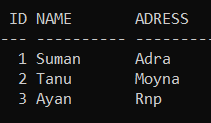 ID NAME ADRESS
--- ---------- ----------
1 Suman Adra
2 Tanu Moyna
3 Ayan Rnp